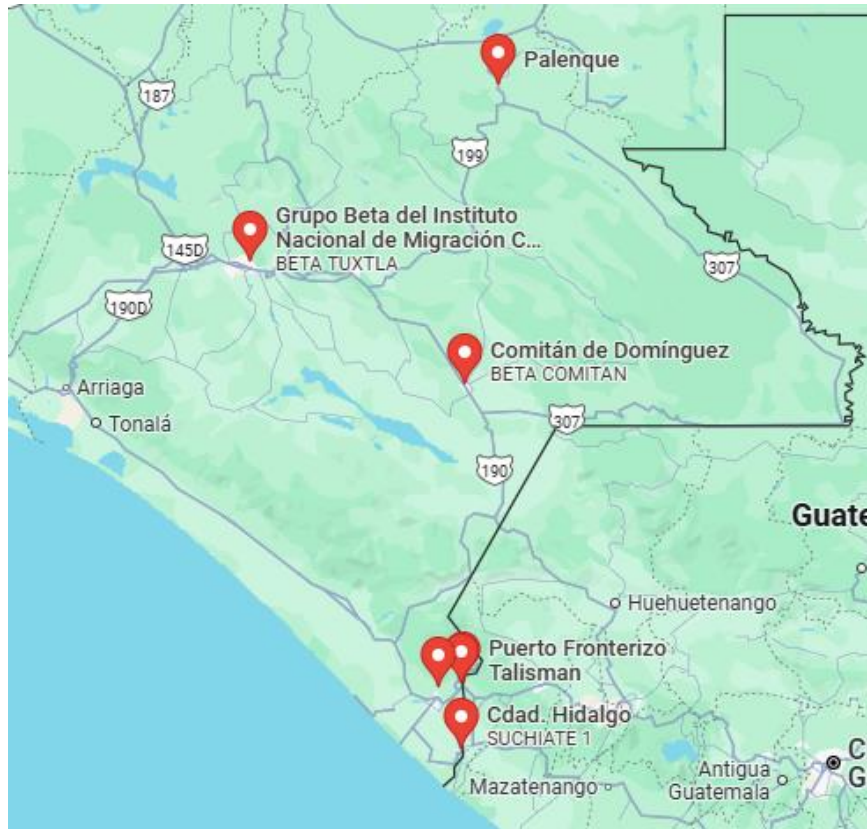 Palenque
187
199
Grupo Beta del Instituto
Nacional de Migración C...
BETA TUXTLA
145D
307
190D
Comitán de Domínguez
BETA COMITAN
Arriaga
Tonalá
307
190
Guate
Huehuetenango
Puerto Fronterizo
Talisman
Cdad. Hidalgo
SUCHIATE 1
C
G
Antigua
Guatemala
Mazatenango